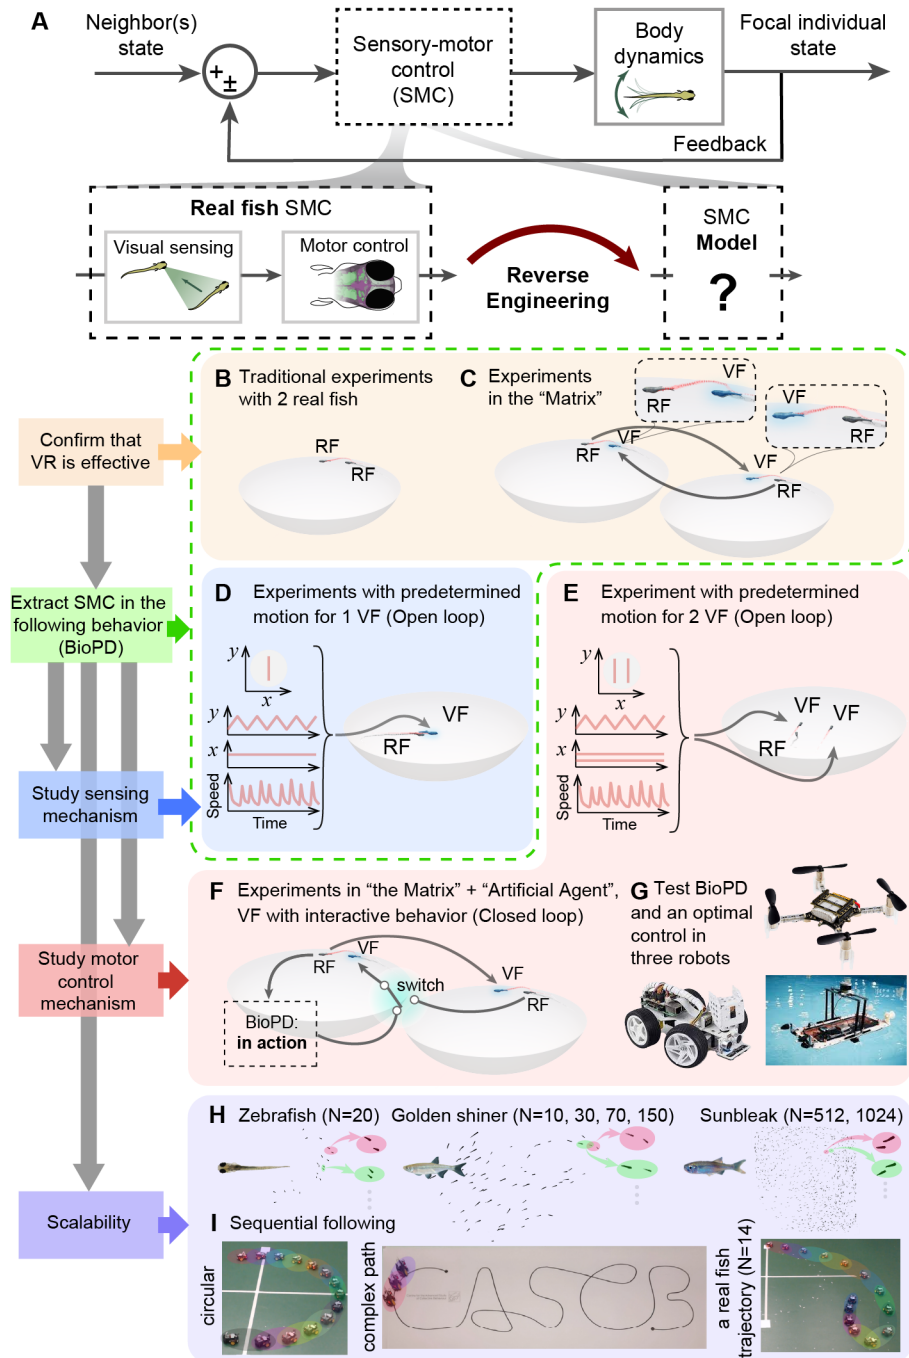 A
Neighbor(s)
state
+
±
Sensory-motor
control
(SMC)
Body
dynamics
Focal individual
state
Feedback
Real fish SMC
Visual sensing
Motor control
Reverse
Engineering
SMC
Model
?
Confirm that
VR is effective
Extract SMC in the
following behavior
(BioPD)
Study sensing
mechanism
Study motor
control
mechanism
Scalability
B Traditional experiments
with 2 real fish
RF
RF
C Experiments
in the “Matrix”
VF
RF
VF
RF
VF
RF
VF
RF
D Experiments with predetermined
motion for 1 VF (Open loop)
y
x
y
x
Speed
Time
VF
RF
E Experiment with predetermined
motion for 2 VF (Open loop)
y
x
y
x
Speed
Time
VF
VF
RF
F Experiments in “the Matrix” + “Artificial Agent”,
VF with interactive behavior (Closed loop)
VF
RF
switch
VF
RF
BioPD:
in action
G Test BioPD
and an optimal
control in
three robots
H Zebrafish (N=20) Golden shiner (N=10, 30, 70, 150) Sunbleak (N=512, 1024)
I Sequential following
circular
complex path
CASCB
a real fish
trajectory (N=14)